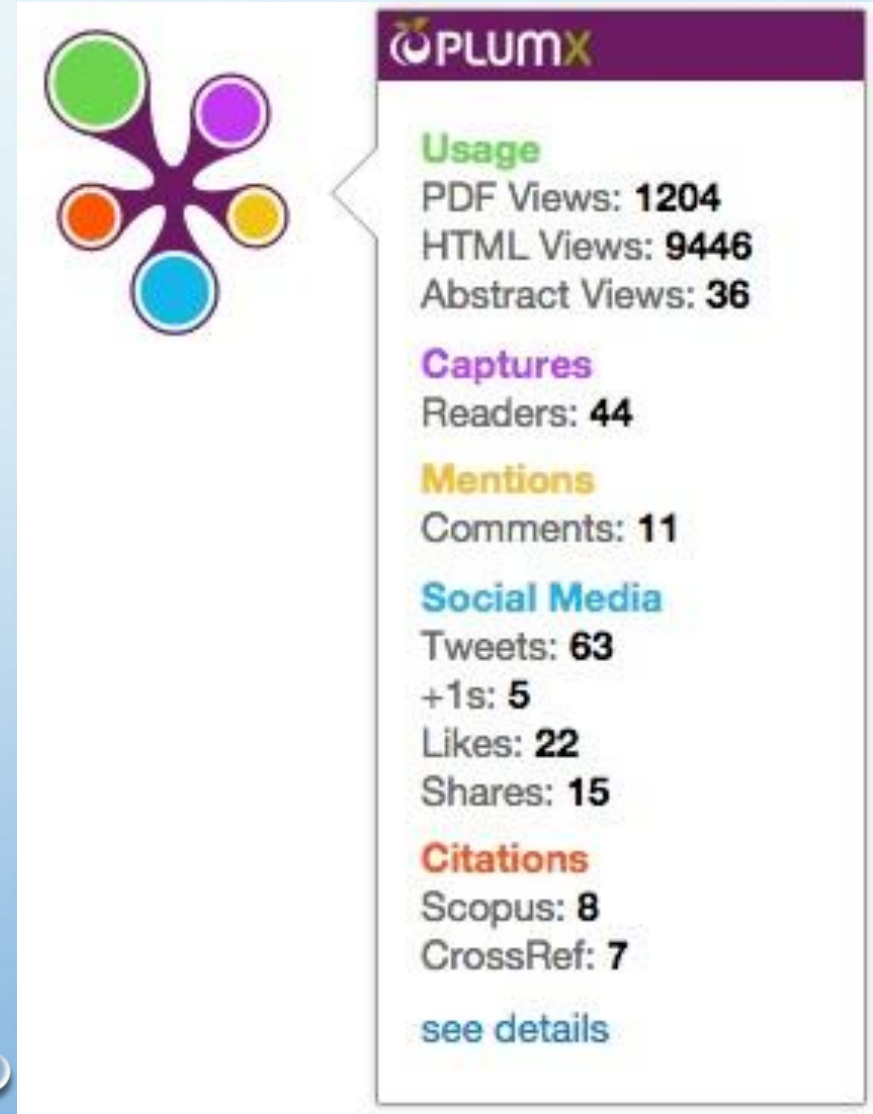 PLUMX
Usage
PDF Views: 1204
HTML Views: 9446
Abstract Views: 36
Captures
Readers: 44
Mentions
Comments: 11
Social Media
Tweets: 63
+1s: 5
Likes: 22
Shares: 15
Citations
Scopus: 8
CrossRef: 7
see details